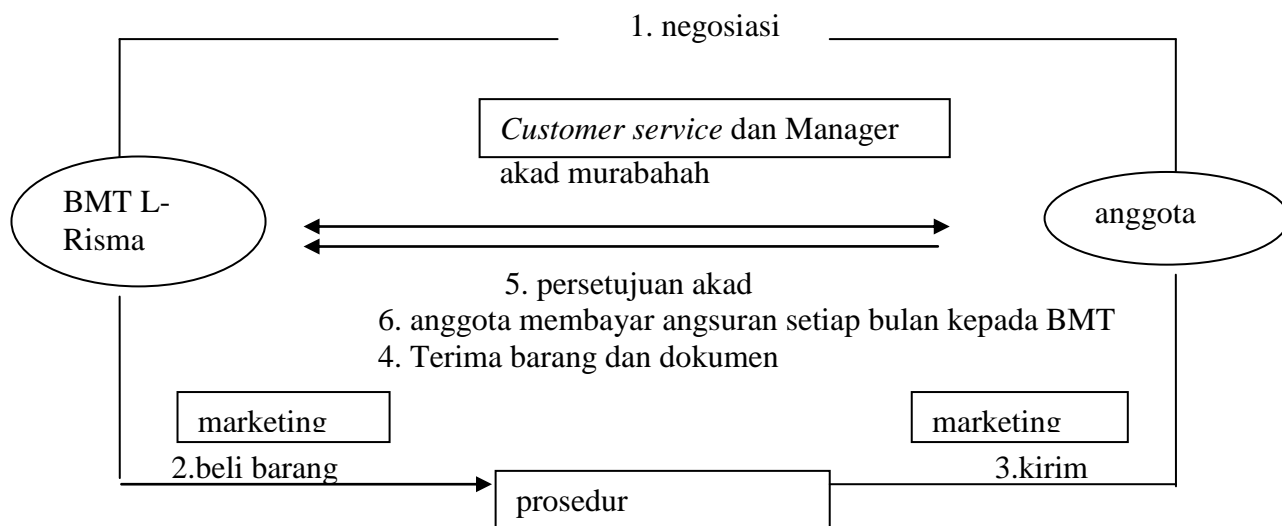 1. negosiasi
Customer service dan Manager
akad murabahah
BMT L-
Risma
anggota
5. persetujuan akad
6. anggota membayar angsuran setiap bulan kepada BMT
4. Terima barang dan dokumen
marketing
marketing
2.beli barang
3.kirim
prosedur